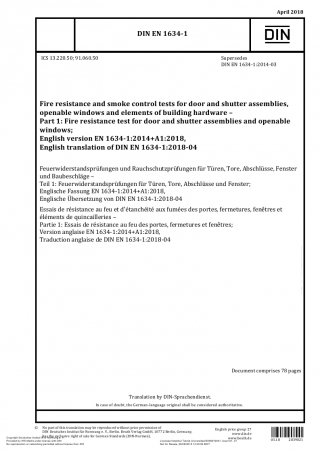 April 2018
DIN EN 1634-1
DIN
ICS 13.220.50; 91.060.50
Supersedes
DIN EN 1634-1:2014-03
Fire resistance and smoke control tests for door and shutter assemblies,
openable windows and elements of building hardware –
Part 1: Fire resistance test for door and shutter assemblies and openable
windows;
English version EN 1634-1:2014+A1:2018,
English translation of DIN EN 1634-1:2018-04
Feuerwiderstandsprüfungen und Rauchschutzprüfungen für Türen, Tore, Abschlüsse, Fenster
und Baubeschläge –
Teil 1: Feuerwiderstandsprüfungen für Türen, Tore, Abschlüsse und Fenster;
Englische Fassung EN 1634-1:2014+A1:2018,
Englische Übersetzung von DIN EN 1634-1:2018-04
Essais de résistance au feu et d'étanchéité aux fumées des portes, fermetures, fenêtres et
éléments de quincailleries –
Partie 1: Essais de résistance au feu des portes, fermetures et fenêtres;
Version anglaise EN 1634-1:2014+A1:2018,
Traduction anglaise de DIN EN 1634-1:2018-04
Document comprises 78 pages
Translation by DIN-Sprachendienst.
In case of doubt, the German-language original shall be considered authoritative.
No part of this translation may be reproduced without prior permission of
DIN Deutsches Institut für Normung e. V., Berlin. Beuth Verlag GmbH, 10772 Berlin, Germany,
has the exclusive right of sale for German Standards (DIN-Normen).
English price group 27
www.din.de
www.beuth.de